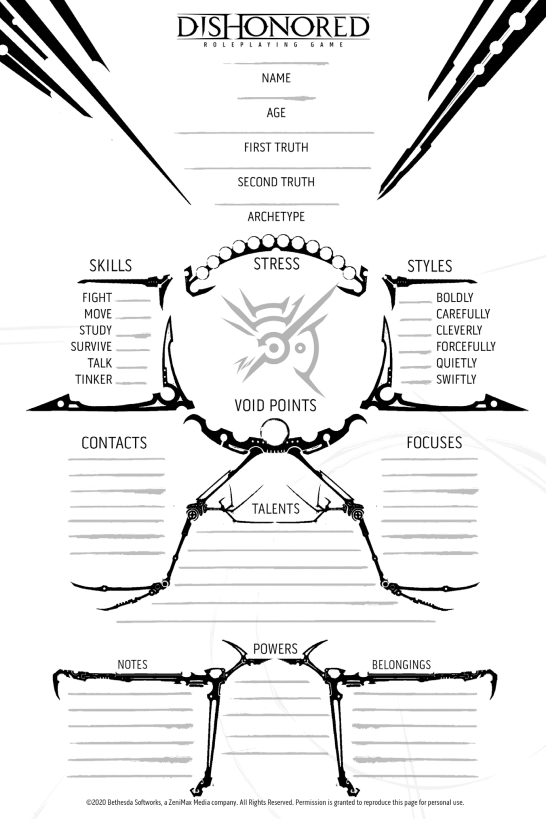 DISHONORED
ROLEPLAYING GAME
NAME
AGE
FIRST TRUTH
SECOND TRUTH
ARCHETYPE
SKILLS
STRESS
STYLES
FIGHT
MOVE
STUDY
SURVIVE
TALK
TINKER
BOLDLY
CAREFULLY
CLEVERLY
FORCEFULLY
QUIETLY
SWIFTLY
VOID POINTS
CONTACTS
FOCUSES
TALENTS
POWERS
NOTES
BELONGINGS
©2020 Bethesda Softworks, a ZeniMax Media company. All Rights Reserved. Permission is granted to reproduce this page for personal use.